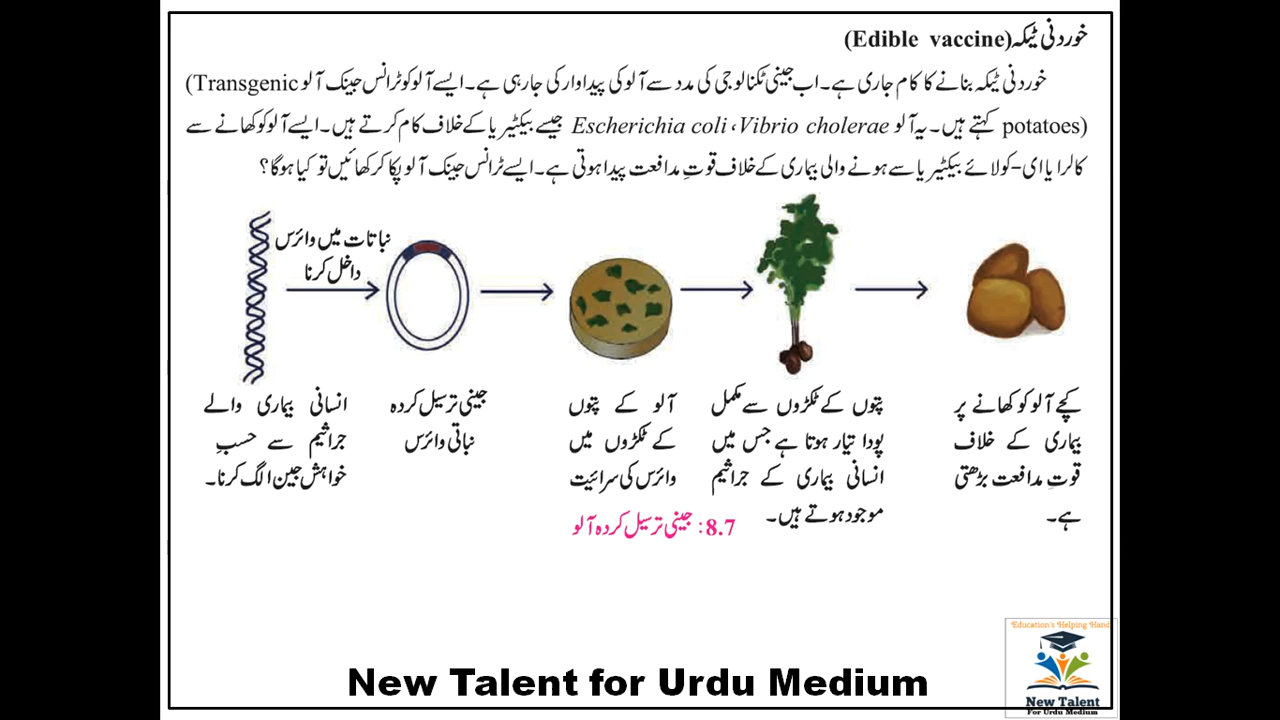 خوردنی ٹیکہ (Edible vaccine)
خوردنی ٹیکہ بنانے کا کام جاری ہے۔ اب جینی ٹکنالوجی کی مدد سے آلو کی پیداوار کی جارہی ہے۔ ایسے آلو کو ٹرانس جینک آلو (Transgenic
potatoes) کہتے ہیں۔ یہ آلو Escherichia coli ،Vibrio cholerae جیسے بیکٹیریا کے خلاف کام کرتے ہیں۔ ایسے آلو کو کھانے سے
کالرا یا ای-کولائے بیکٹیریا سے ہونے والی بیماری کے خلاف قوتِ مدافعت پیدا ہوتی ہے۔ ایسے ٹرانس جینک آلو پکا کر کھائیں تو کیا ہوگا؟
نباتات میں وائرس
داخل کرنا
انسانی بیماری والے
جراثیم سے حسبِ
خواہش جین الگ کرنا۔
جینی ترسیل کردہ
نباتی وائرس
آلو کے پتوں
کے ٹکڑوں میں
وائرس کی سرائیت
پتوں کے ٹکڑوں سے مکمل
پودا تیار ہوتا ہے جس میں
انسانی بیماری کے جراثیم
موجود ہوتے ہیں۔
کچے آلو کو کھانے پر
بیماری کے خلاف
قوتِ مدافعت بڑھتی
ہے۔
8.7: جینی ترسیل کردہ آلو
Education's Helping Hand
New Talent
For Urdu Medium
New Talent for Urdu Medium